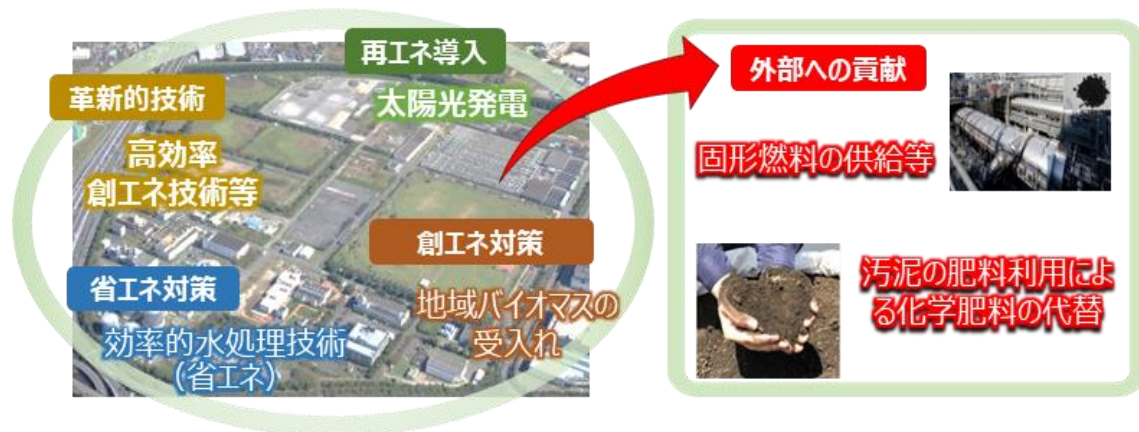 再エネ導入
太陽光発電
革新的技術
高効率
創エネ技術等
創エネ対策
地域バイオマスの
受入れ
省エネ対策
効率的水処理技術
(省エネ)
外部への貢献
固形燃料の供給等
汚泥の肥料利用によ
る化学肥料の代替